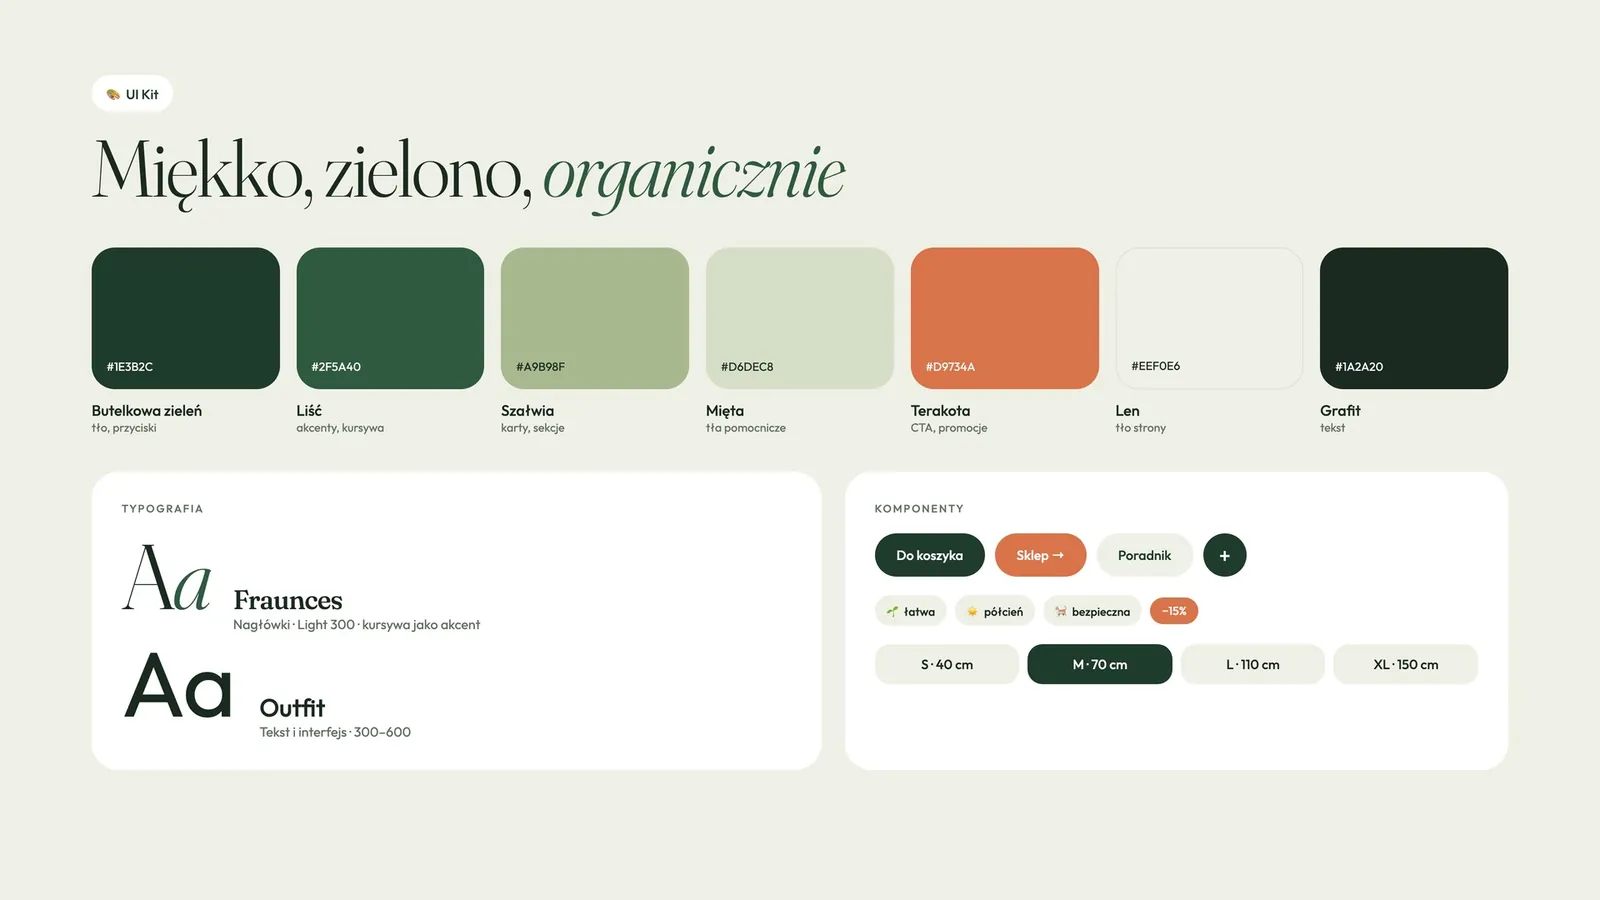 UI Kit
Miękko, zielono, organicznie
#1E3B2C
#2F5A40
#A9B98F
#D6DEC8
#D9734A
#EEF0E6
#1A2A20
Butelkowa zieleń
tło, przyciski
Liść
akcenty, kursywa
Szałwia
karty, sekcje
Mięta
tła pomocnicze
Terakota
CTA, promocje
Len
tło strony
Grafit
tekst
TYPOGRAFIA
Aa
Fraunces
Nagłówki · Light 300 · kursywa jako akcent
Aa
Outfit
Tekst i interfejs · 300–600
KOMPONENTY
Do koszyka
Sklep →
Poradnik
+
łatwa
półcień
bezpieczna
−15%
S · 40 cm
M · 70 cm
L · 110 cm
XL · 150 cm